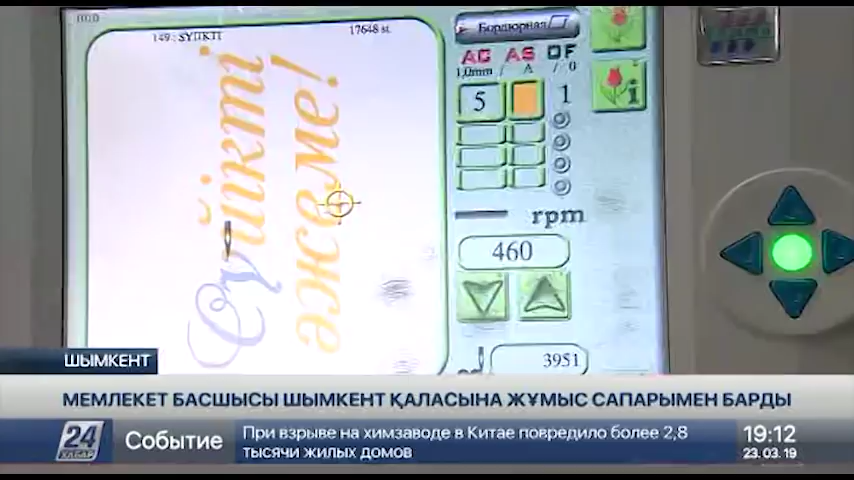 149 : SYIIKTI
17648 st.
Сүйікті
әжеме!
Бордюрная
AC AS OF
1,0mm / A / 0
5 1
rpm
460
3951
ШЫМКЕНТ
МЕМЛЕКЕТ БАСШЫСЫ ШЫМКЕНТ ҚАЛАСЫНА ЖҰМЫС САПАРЫМЕН БАРДЫ
24
ХАБАР
Событие
При взрыве на химзаводе в Китае повредило более 2,8
тысячи жилых домов
19:12
23.03.19